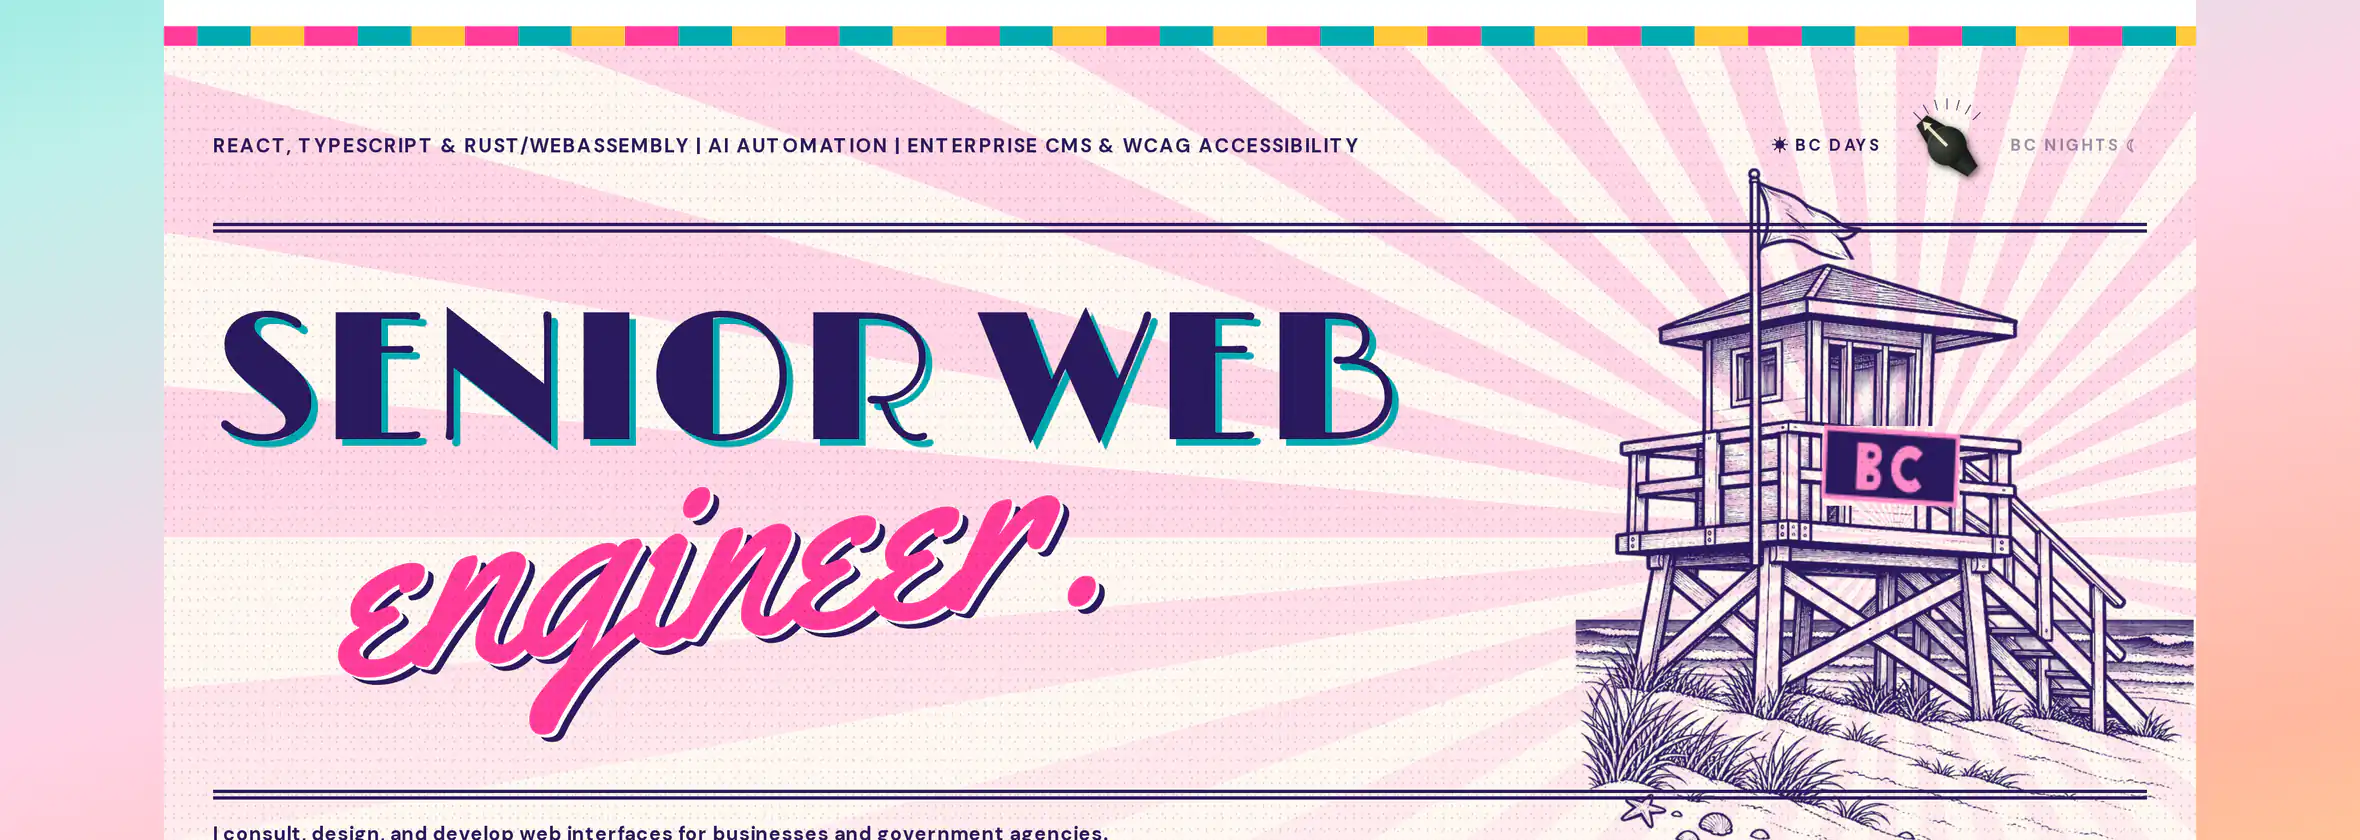 REACT, TYPESCRIPT & RUST/WEBASSEMBLY | AI AUTOMATION | ENTERPRISE CMS & WCAG ACCESSIBILITY
☀ BC DAYS
BC NIGHTS ☾
SENIOR WEB
engineer.
BC
I consult, design, and develop web interfaces for businesses and government agencies.